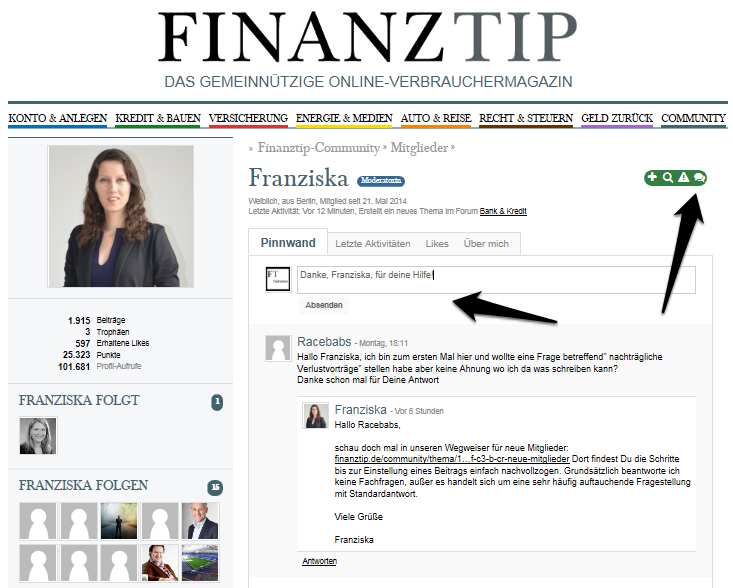 FINANZTIP
DAS GEMEINNÜTZIGE ONLINE-VERBRAUCHERMAGAZIN
KONTO & ANLEGEN KREDIT & BAUEN VERSICHERUNG ENERGIE & MEDIEN AUTO & REISE RECHT & STEUERN GELD ZURÜCK COMMUNITY
» Finanztip-Community » Mitglieder »
Franziska Moderatorin
Weiblich, aus Berlin, Mitglied seit 21. Mai 2014
Letzte Aktivität: Vor 12 Minuten, Erstellt ein neues Thema im Forum Bank & Kredit
Pinnwand Letzte Aktivitäten Likes Über mich
FT
Danke, Franziska, für deine Hilfe!
Absenden
1.915 Beiträge
3 Trophäen
597 Erhaltene Likes
25.323 Punkte
101.681 Profil-Aufrufe
FRANZISKA FOLGT 1
FRANZISKA FOLGEN 15
Racebabs - Montag, 18:11
Hallo Franziska, ich bin zum ersten Mal hier und wollte eine Frage betreffend" nachträgliche
Verlustvorträge" stellen habe aber keine Ahnung wo ich da was schreiben kann?
Danke schon mal für Deine Antwort
Franziska - Vor 6 Stunden
Hallo Racebabs,
schau doch mal in unseren Wegweiser für neue Mitglieder:
finanztip.de/community/thema/1…f-c3-b-cr-neue-mitglieder Dort findest Du die Schritte
bis zur Einstellung eines Beitrags einfach nachvollzogen. Grundsätzlich beantworte ich
keine Fachfragen, außer es handelt sich um eine sehr häufig auftauchende Fragestellung
mit Standardantwort.
Viele Grüße
Franziska
Antworten